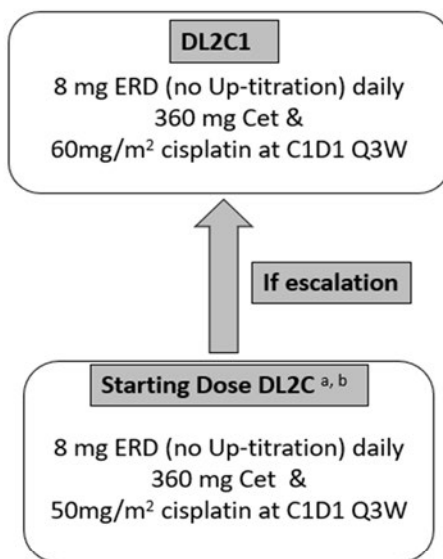 DL2C1
8 mg ERD (no Up-titration) daily
360 mg Cet &
60mg/m² cisplatin at C1D1 Q3W
If escalation
Starting Dose DL2C ᵃ, ᵇ
8 mg ERD (no Up-titration) daily
360 mg Cet &
50mg/m² cisplatin at C1D1 Q3W